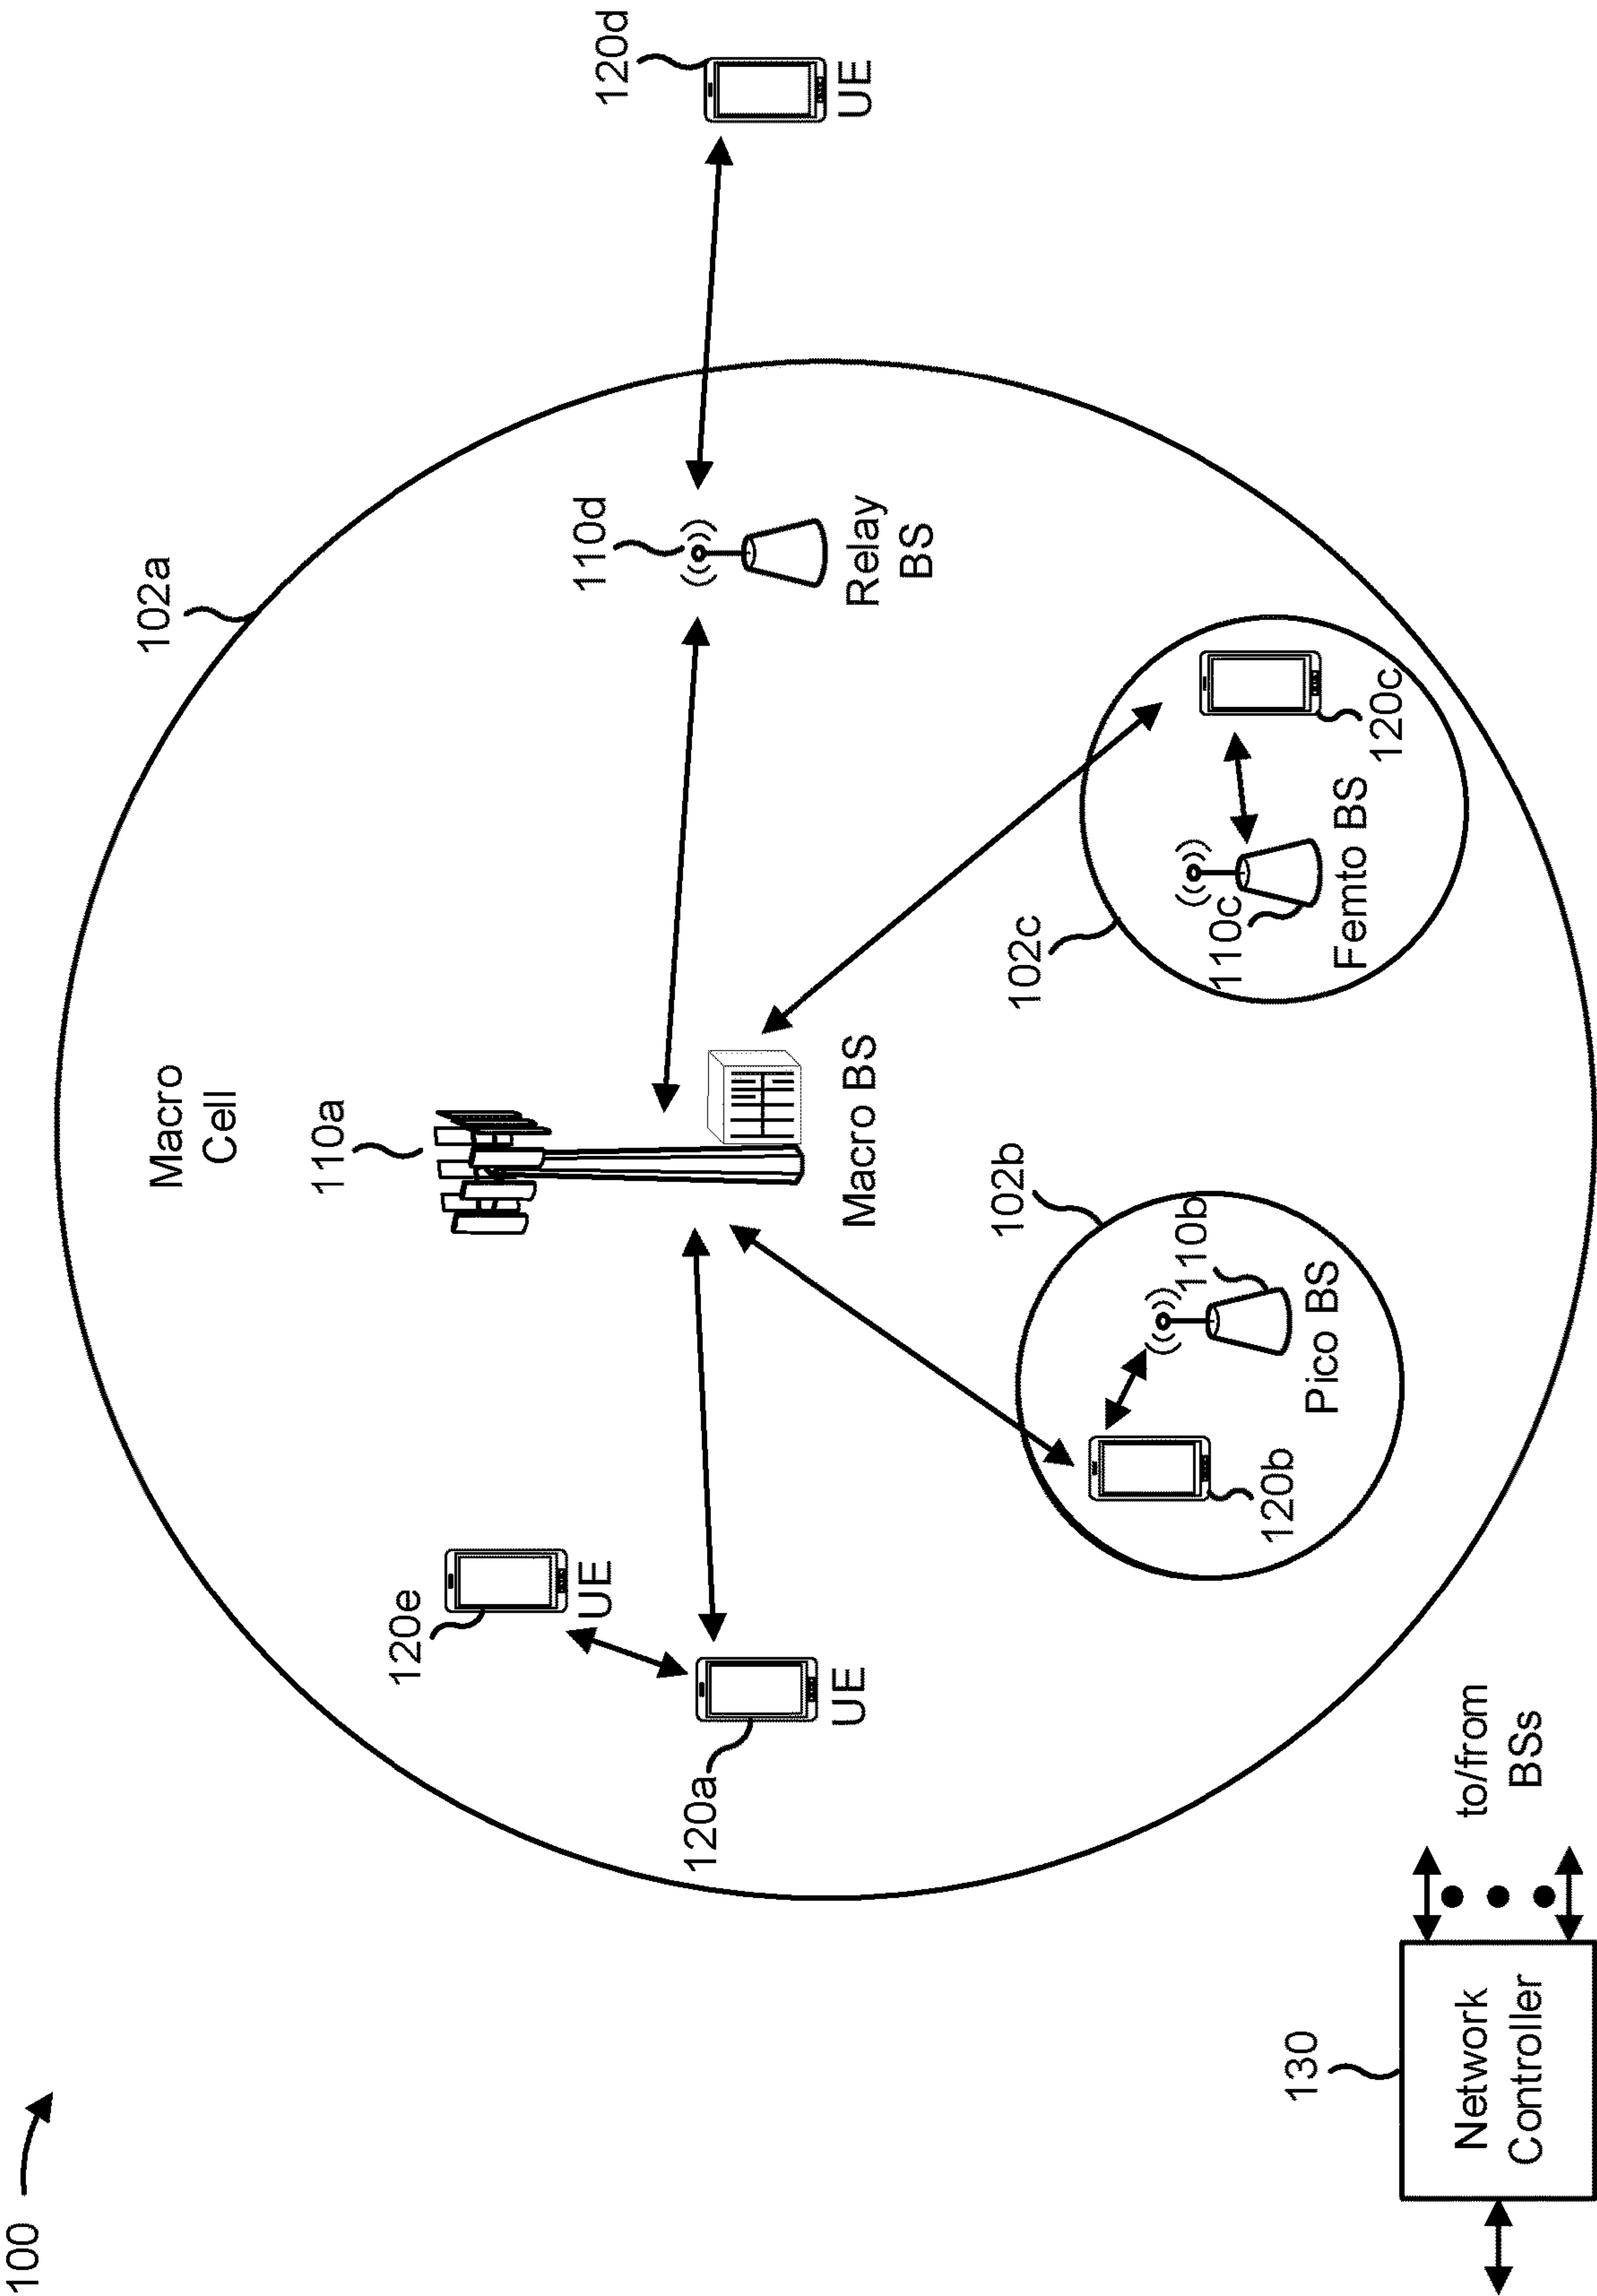 100
102a
Macro
Cell
110a
120e
UE
120a
UE
Macro BS
110d
Relay
BS
120d
UE
102b
110b
Pico BS
120b
102c
110c
Femto BS
120c
130
Network
Controller
to/from
BSs